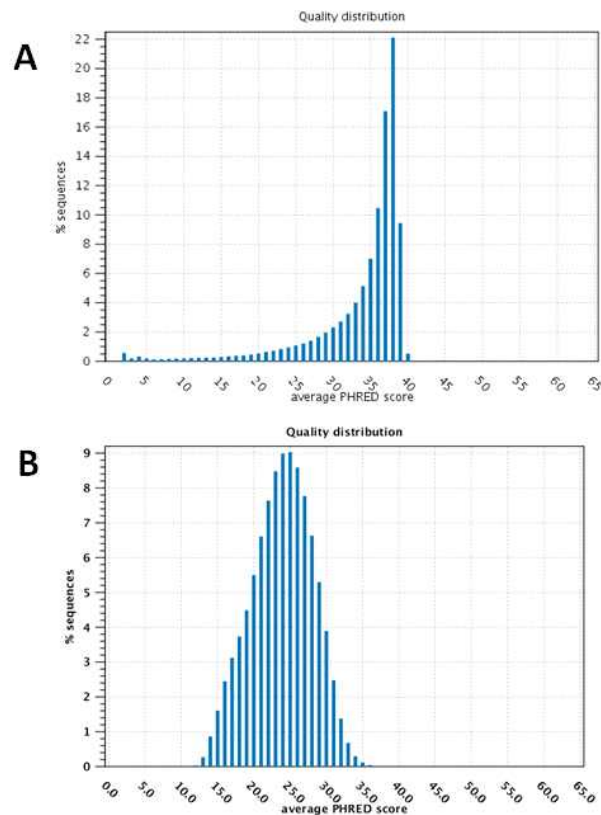 A
Quality distribution
% sequences
22
20
18
16
14
12
10
8
6
4
2
0
0 5 10 15 20 25 30 35 40 45 50 55 60 65
average PHRED score
B
Quality distribution
% sequences
9
8
7
6
5
4
3
2
1
0
0.0 5.0 10.0 15.0 20.0 25.0 30.0 35.0 40.0 45.0 50.0 55.0 60.0 65.0
average PHRED score